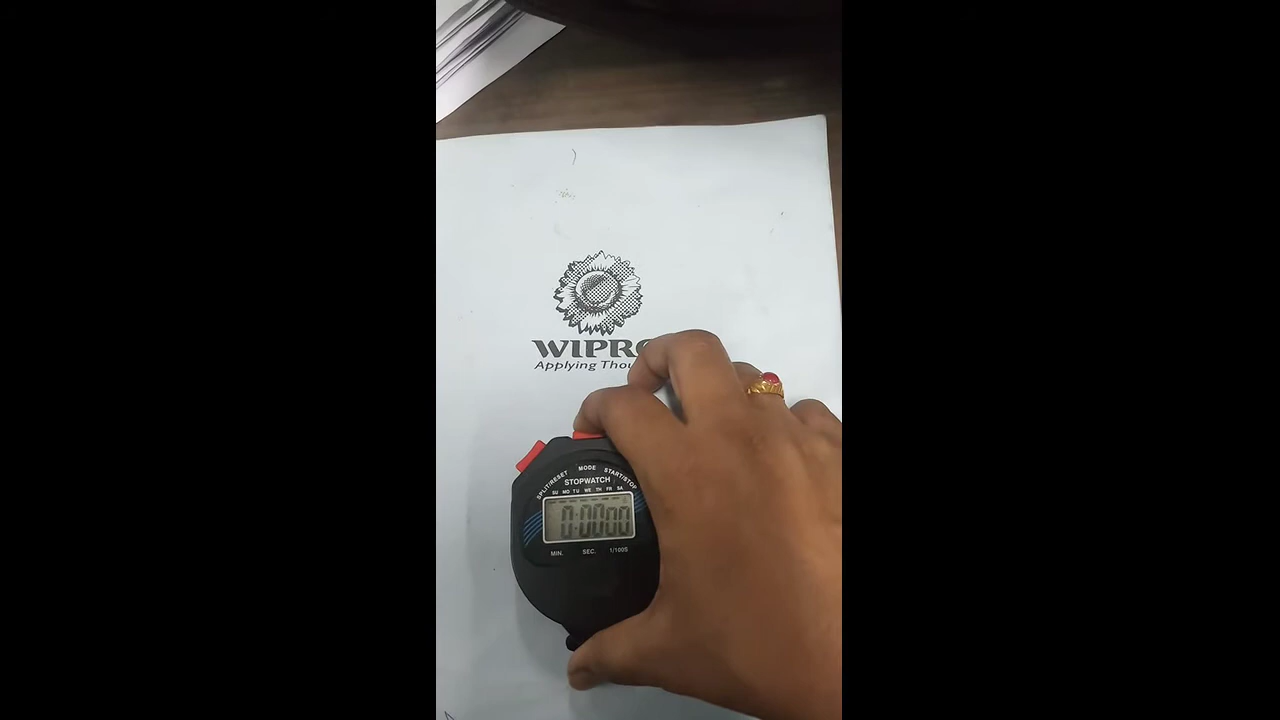 WIPRO
Applying Thou
SPLIT/RESET MODE START/STOP
STOPWATCH
SU MO TU WE TH FR SA
0:0000
MIN. SEC. 1/100S